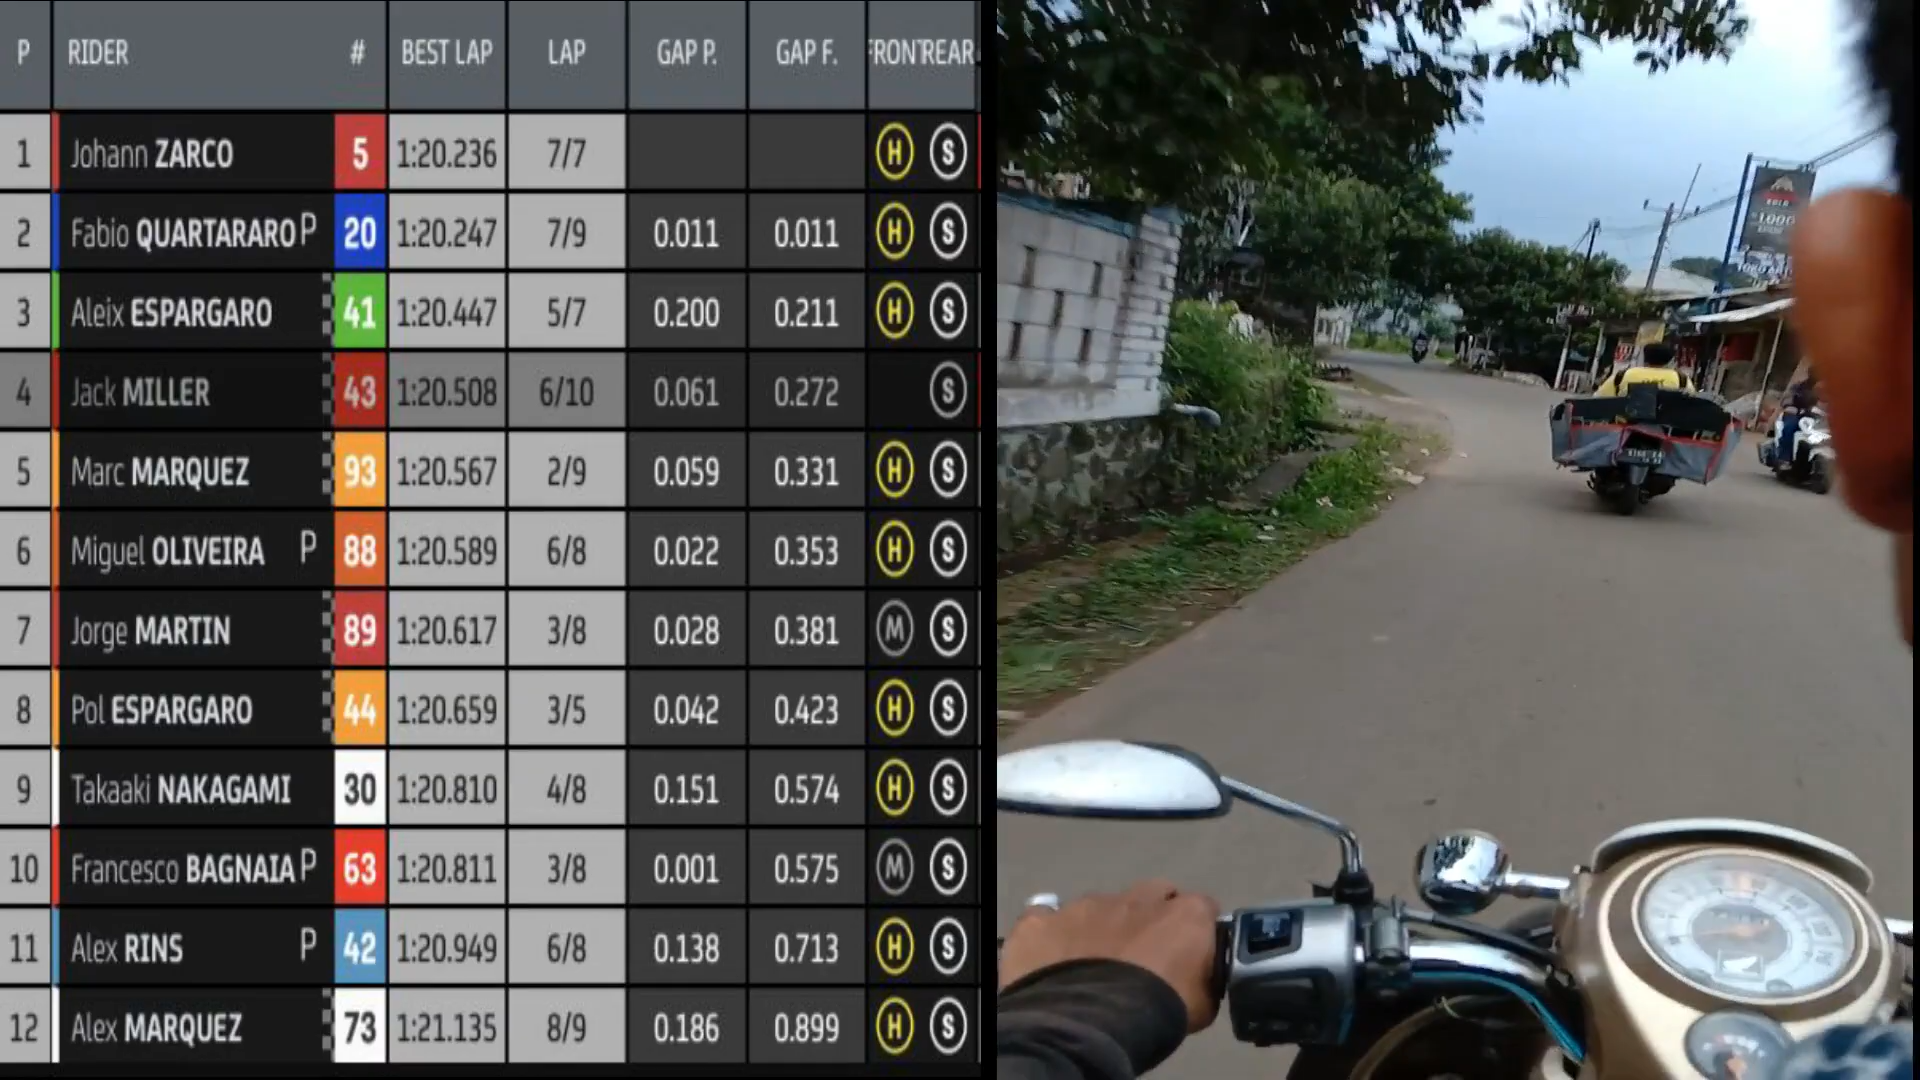 P RIDER # BEST LAP LAP GAP P. GAP F. FRONT REAR
1 Johann ZARCO 5 1:20.236 7/7 H S
2 Fabio QUARTARARO P 20 1:20.247 7/9 0.011 0.011 H S
3 Aleix ESPARGARO 41 1:20.447 5/7 0.200 0.211 H S
4 Jack MILLER 43 1:20.508 6/10 0.061 0.272 S
5 Marc MARQUEZ 93 1:20.567 2/9 0.059 0.331 H S
6 Miguel OLIVEIRA P 88 1:20.589 6/8 0.022 0.353 H S
7 Jorge MARTIN 89 1:20.617 3/8 0.028 0.381 M S
8 Pol ESPARGARO 44 1:20.659 3/5 0.042 0.423 H S
9 Takaaki NAKAGAMI 30 1:20.810 4/8 0.151 0.574 H S
10 Francesco BAGNAIA P 63 1:20.811 3/8 0.001 0.575 M S
11 Alex RINS P 42 1:20.949 6/8 0.138 0.713 H S
12 Alex MARQUEZ 73 1:21.135 8/9 0.186 0.899 H S